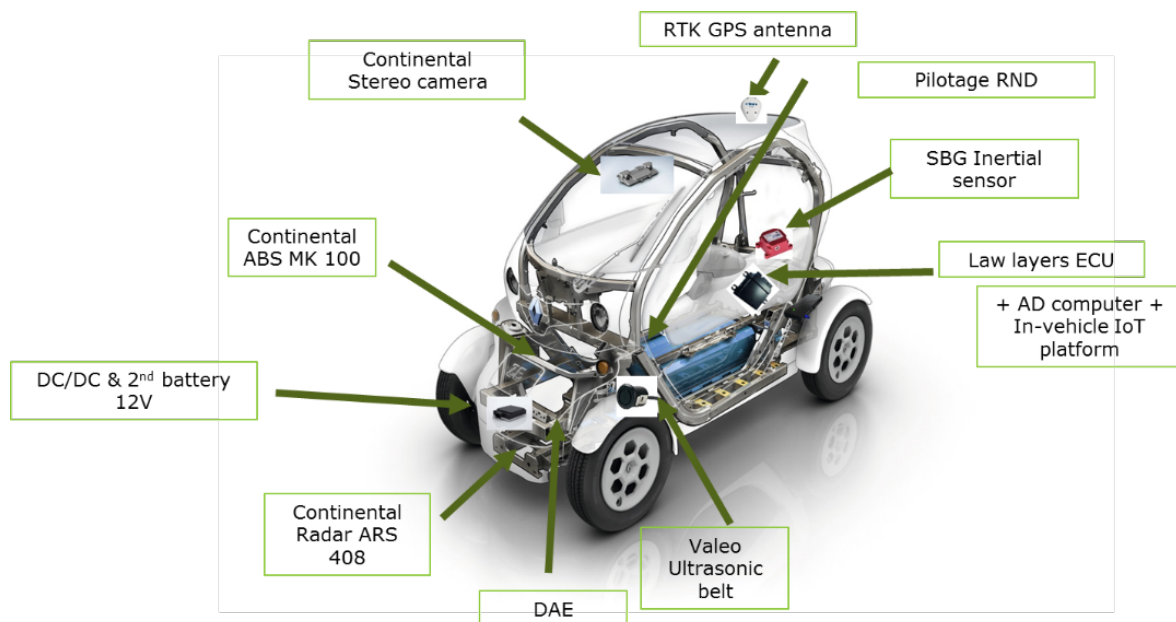 RTK GPS antenna
Continental
Stereo camera
Pilotage RND
SBG Inertial
sensor
Continental
ABS MK 100
Law layers ECU
+ AD computer +
In-vehicle IoT
platform
DC/DC & 2nd battery
12V
Continental
Radar ARS
408
Valeo
Ultrasonic
belt
DAE